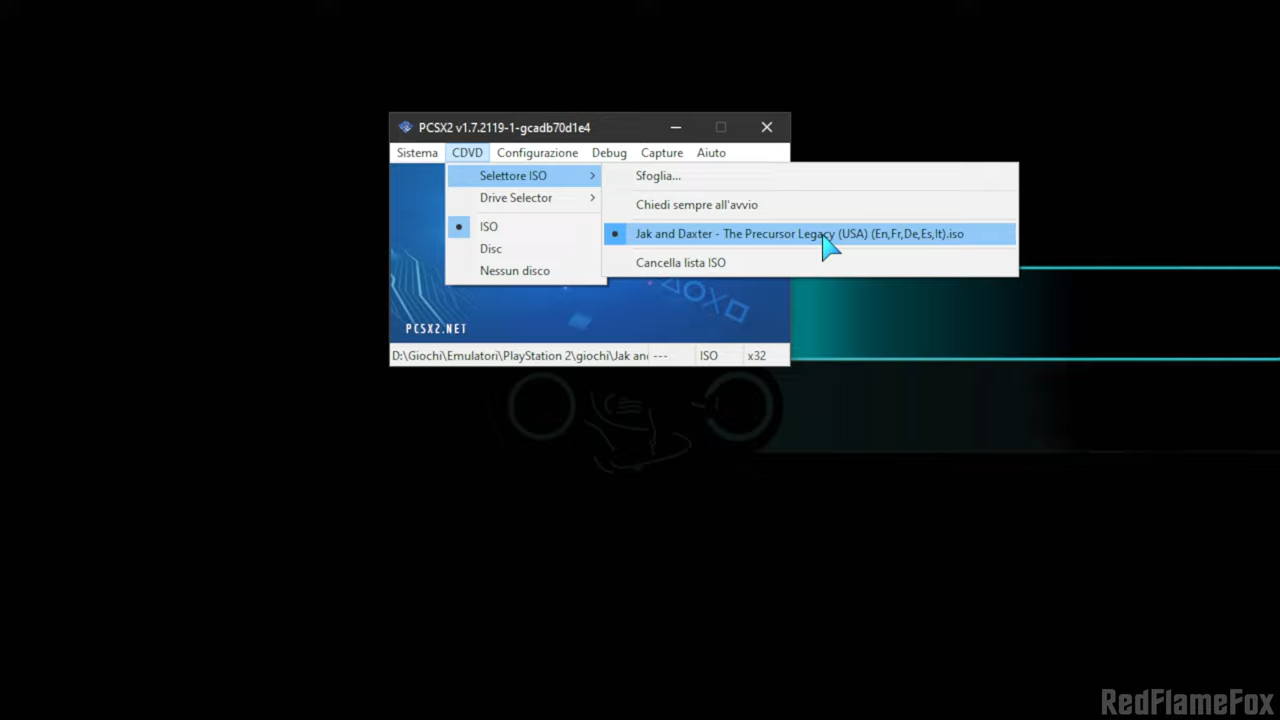 PCSX2 v1.7.2119-1-gcadb70d1e4
Sistema CDVD Configurazione Debug Capture Aiuto
Selettore ISO
Drive Selector
ISO
Disc
Nessun disco
Sfoglia...
Chiedi sempre all'avvio
Jak and Daxter - The Precursor Legacy (USA) (En,Fr,De,Es,It).iso
Cancella lista ISO
PCSX2.NET
D:\Giochi\Emulatori\PlayStation 2\giochi\Jak and --- ISO x32
RedFlameFox